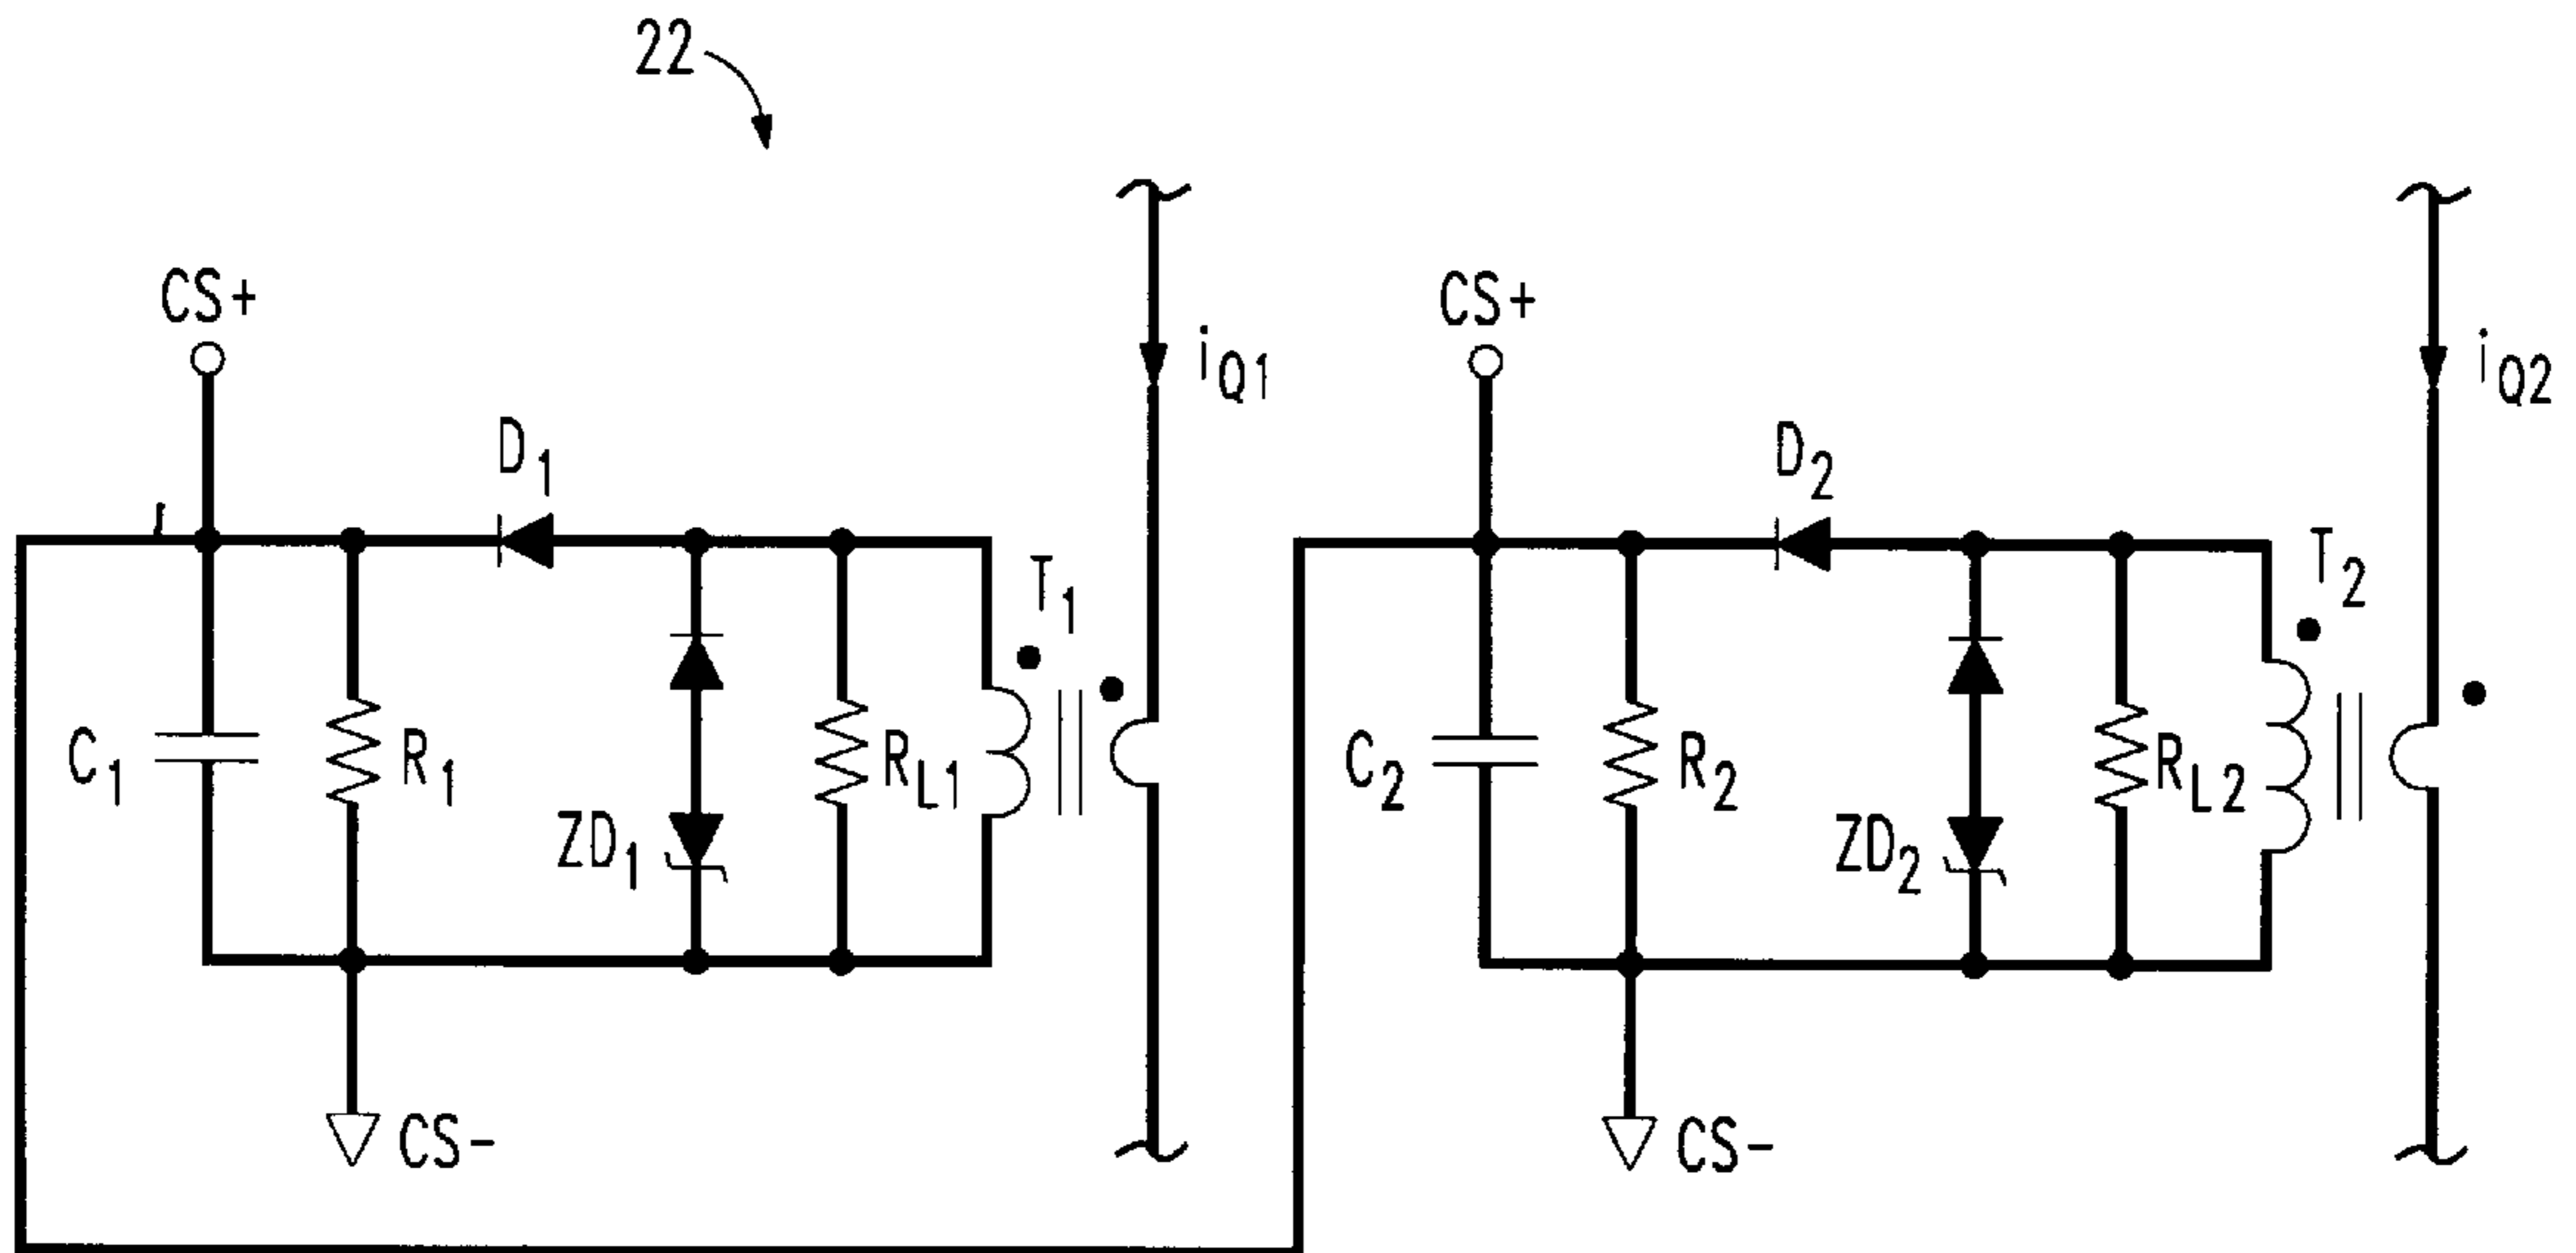 22
CS+
CS+
iQ1
iQ2
D1
D2
T1
T2
C1
R1
RL1
C2
R2
RL2
ZD1
ZD2
CS-
CS-